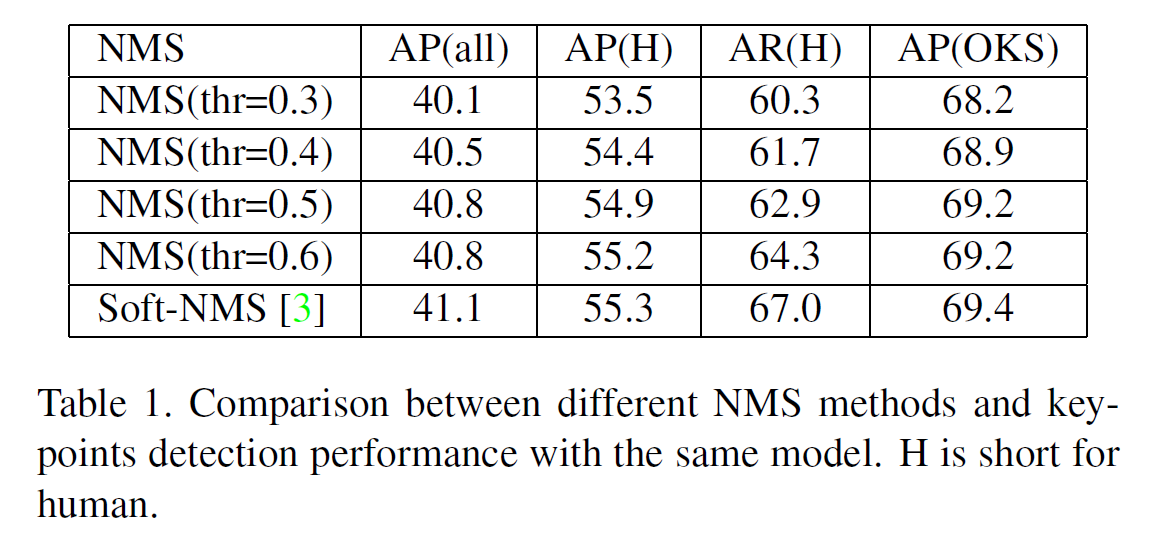 NMS AP(all) AP(H) AR(H) AP(OKS)
NMS(thr=0.3) 40.1 53.5 60.3 68.2
NMS(thr=0.4) 40.5 54.4 61.7 68.9
NMS(thr=0.5) 40.8 54.9 62.9 69.2
NMS(thr=0.6) 40.8 55.2 64.3 69.2
Soft-NMS [3] 41.1 55.3 67.0 69.4
Table 1. Comparison between different NMS methods and key-
points detection performance with the same model. H is short for
human.